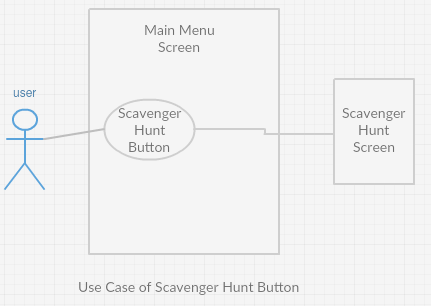 Main Menu
Screen
user
Scavenger
Hunt
Button
Scavenger
Hunt
Screen
Use Case of Scavenger Hunt Button